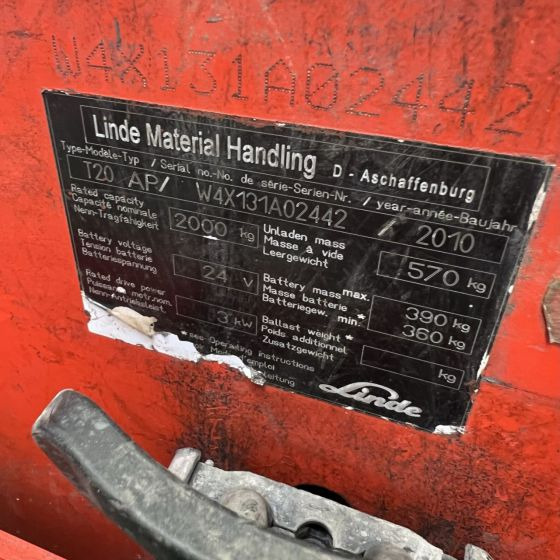 W4X131A02442
Linde Material Handling D - Aschaffenburg
Type-Modèle-Typ / Serial no.-No. de série-Serien-Nr. / year-année-Baujahr
T20 AP/ W4X131A02442 / 2010
Rated capacity
Capacité nominale
Nenn-Tragfähigkeit
2000 kg
Unladen mass
Masse à vide
Leergewicht
570 kg
Battery voltage
Tension batterie
Batteriespannung
24 V
Battery mass max.
Masse batterie
Batteriegew. min.
390 kg
360 kg
Rated drive power
Puissance motr.nom.
Nenn-Antriebsleist.
3 kW
Ballast weight *
Poids additionnel
Zusatzgewicht
kg
* see Operating instructions
Linde